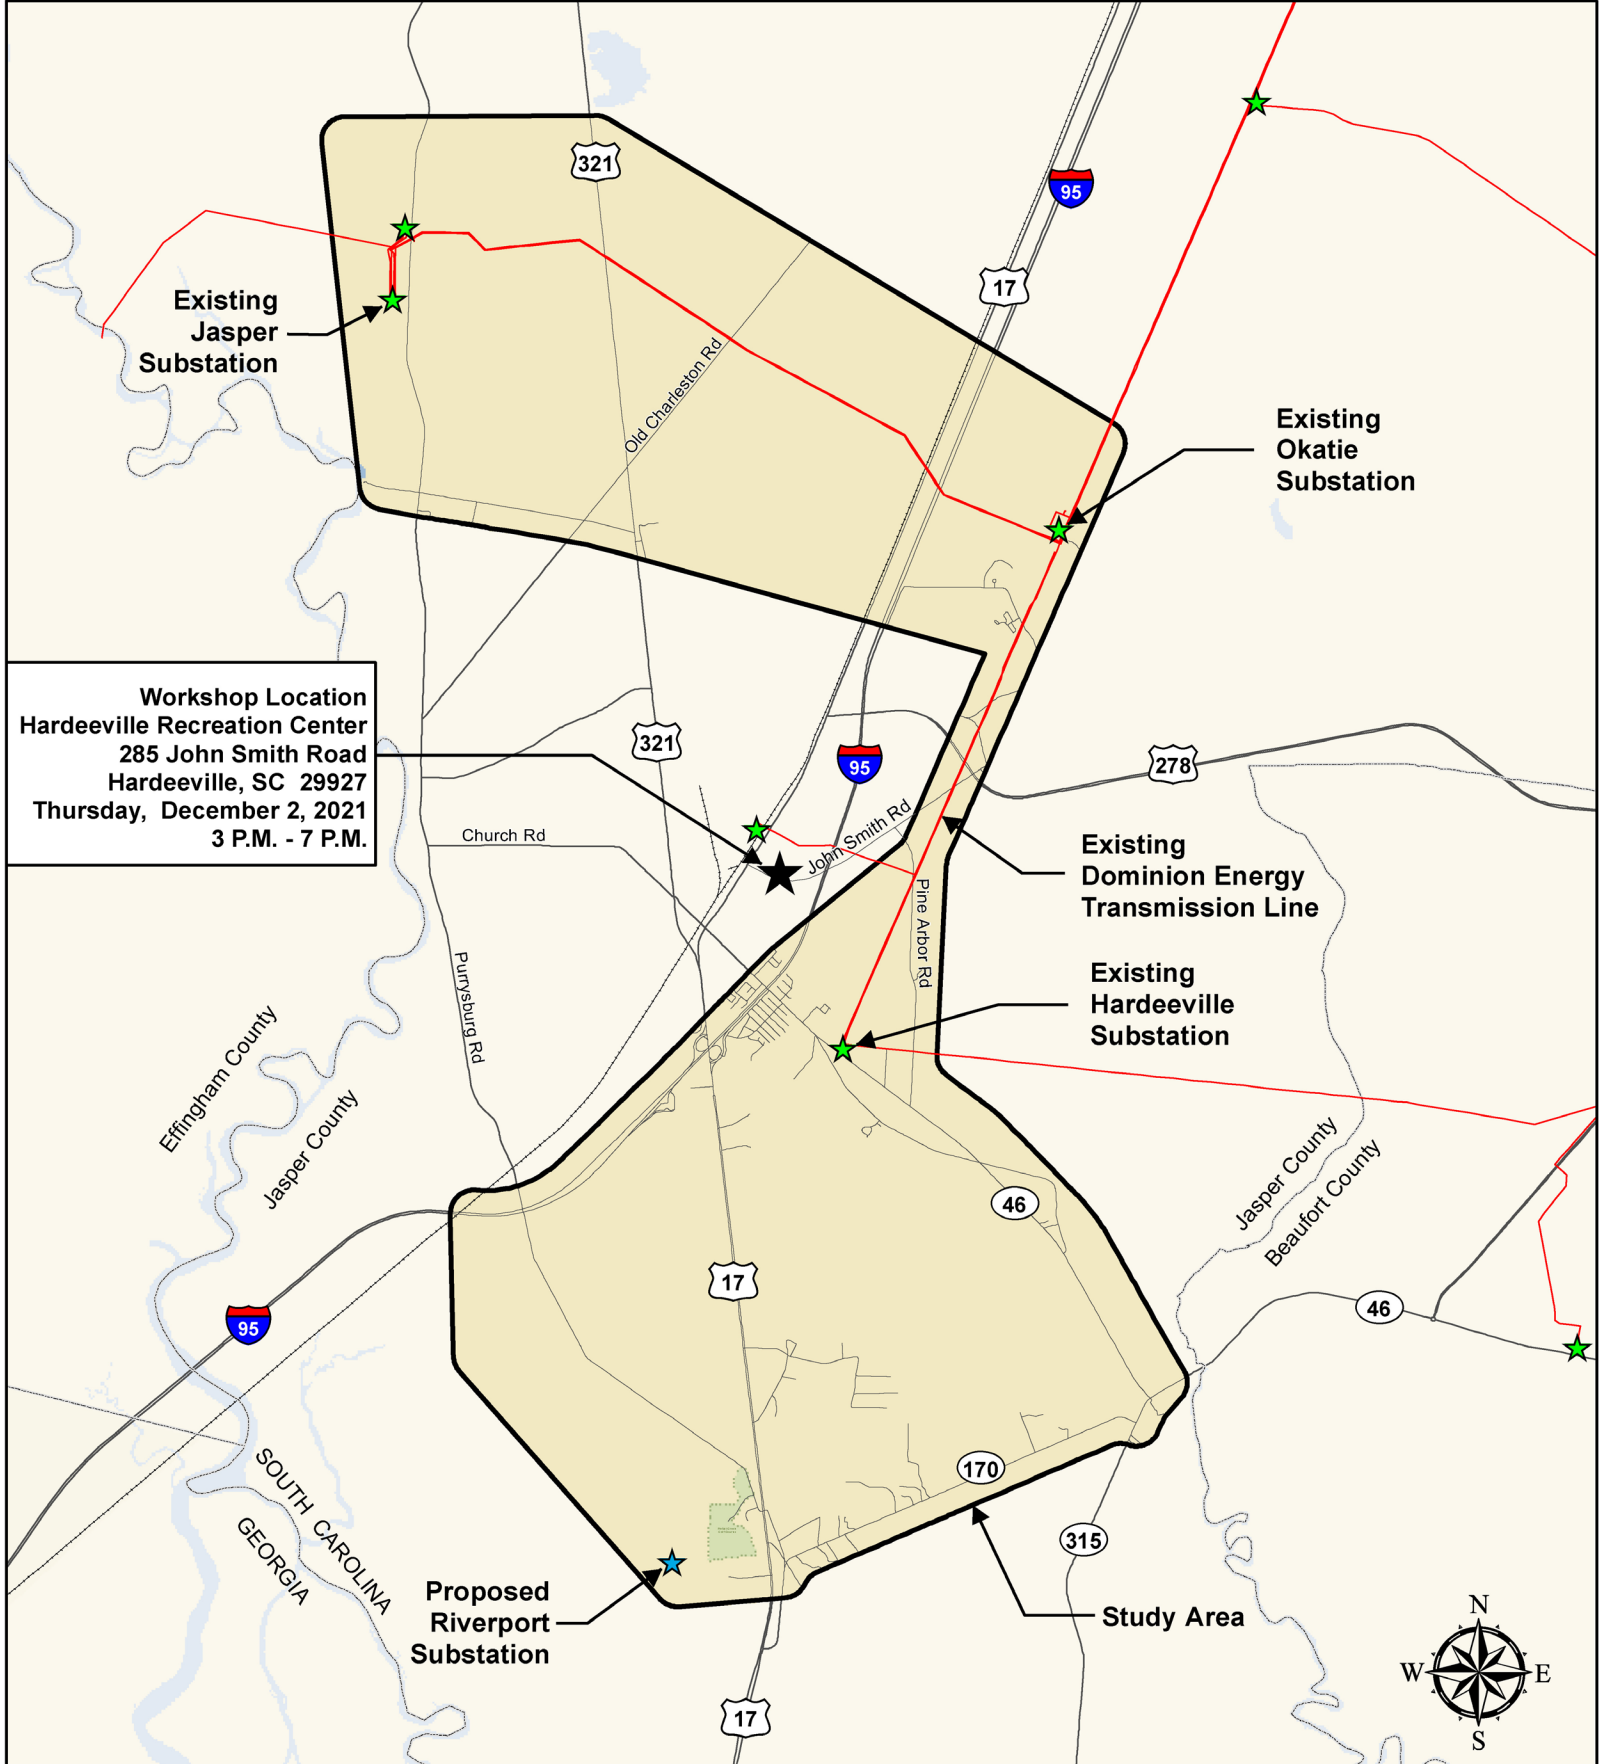 321
95
17
Existing
Jasper
Substation
Old Charleston Rd
Existing
Okatie
Substation
Workshop Location
Hardeeville Recreation Center
285 John Smith Road
Hardeeville, SC  29927
Thursday,  December 2, 2021
3 P.M. - 7 P.M.
321
95
278
Church Rd
John Smith Rd
Existing
Dominion Energy
Transmission Line
Pine Arbor Rd
Purrysburg Rd
Existing
Hardeeville
Substation
Effingham County
Jasper County
Jasper County
Beaufort County
46
17
46
95
SOUTH CAROLINA
GEORGIA
170
315
Proposed
Riverport
Substation
Study Area
17
N
W
E
S